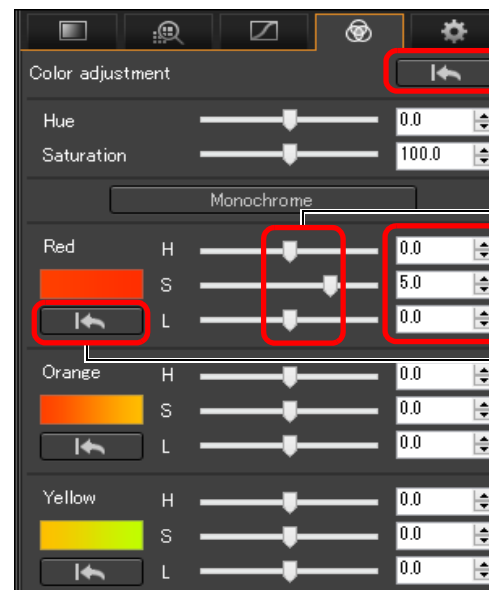 Color adjustment
Hue 0.0
Saturation 100.0
Monochrome
Red H 0.0
S 5.0
L 0.0
Orange H 0.0
S 0.0
L 0.0
Yellow H 0.0
S 0.0
L 0.0